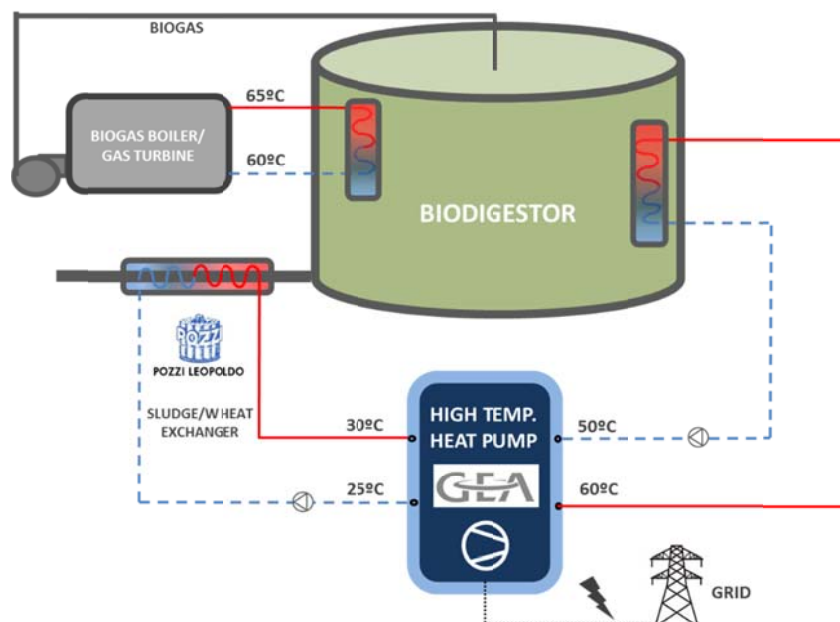 BIOGAS
65ºC
BIOGAS BOILER/
GAS TURBINE
60ºC
BIODIGESTOR
POZZI
POZZI LEOPOLDO
SLUDGE/WHEAT
EXCHANGER
30ºC
HIGH TEMP.
HEAT PUMP
50ºC
GEA
25ºC
60ºC
GRID